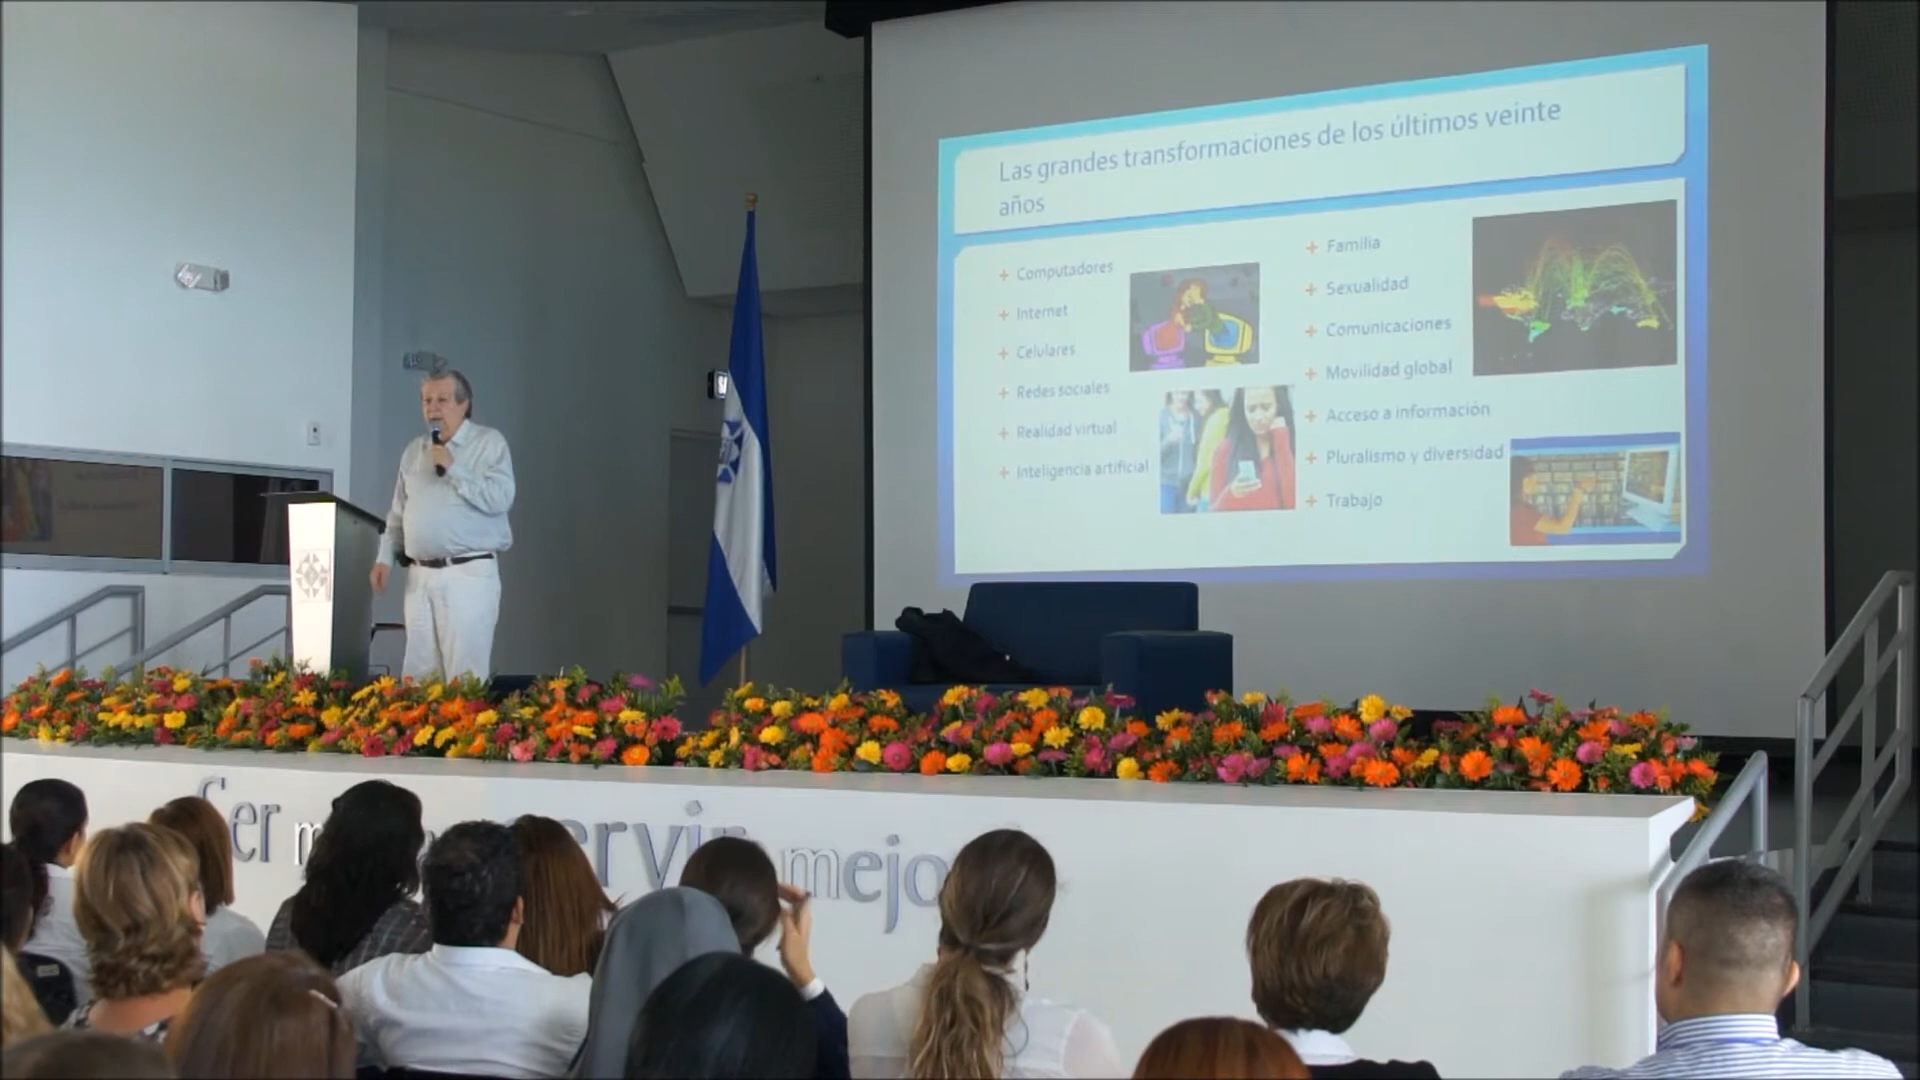 Las grandes transformaciones de los últimos veinte
años
+ Computadores
+ Internet
+ Celulares
+ Redes sociales
+ Realidad virtual
+ Inteligencia artificial
+ Familia
+ Sexualidad
+ Comunicaciones
+ Movilidad global
+ Acceso a información
+ Pluralismo y diversidad
+ Trabajo
Ser servir mejo